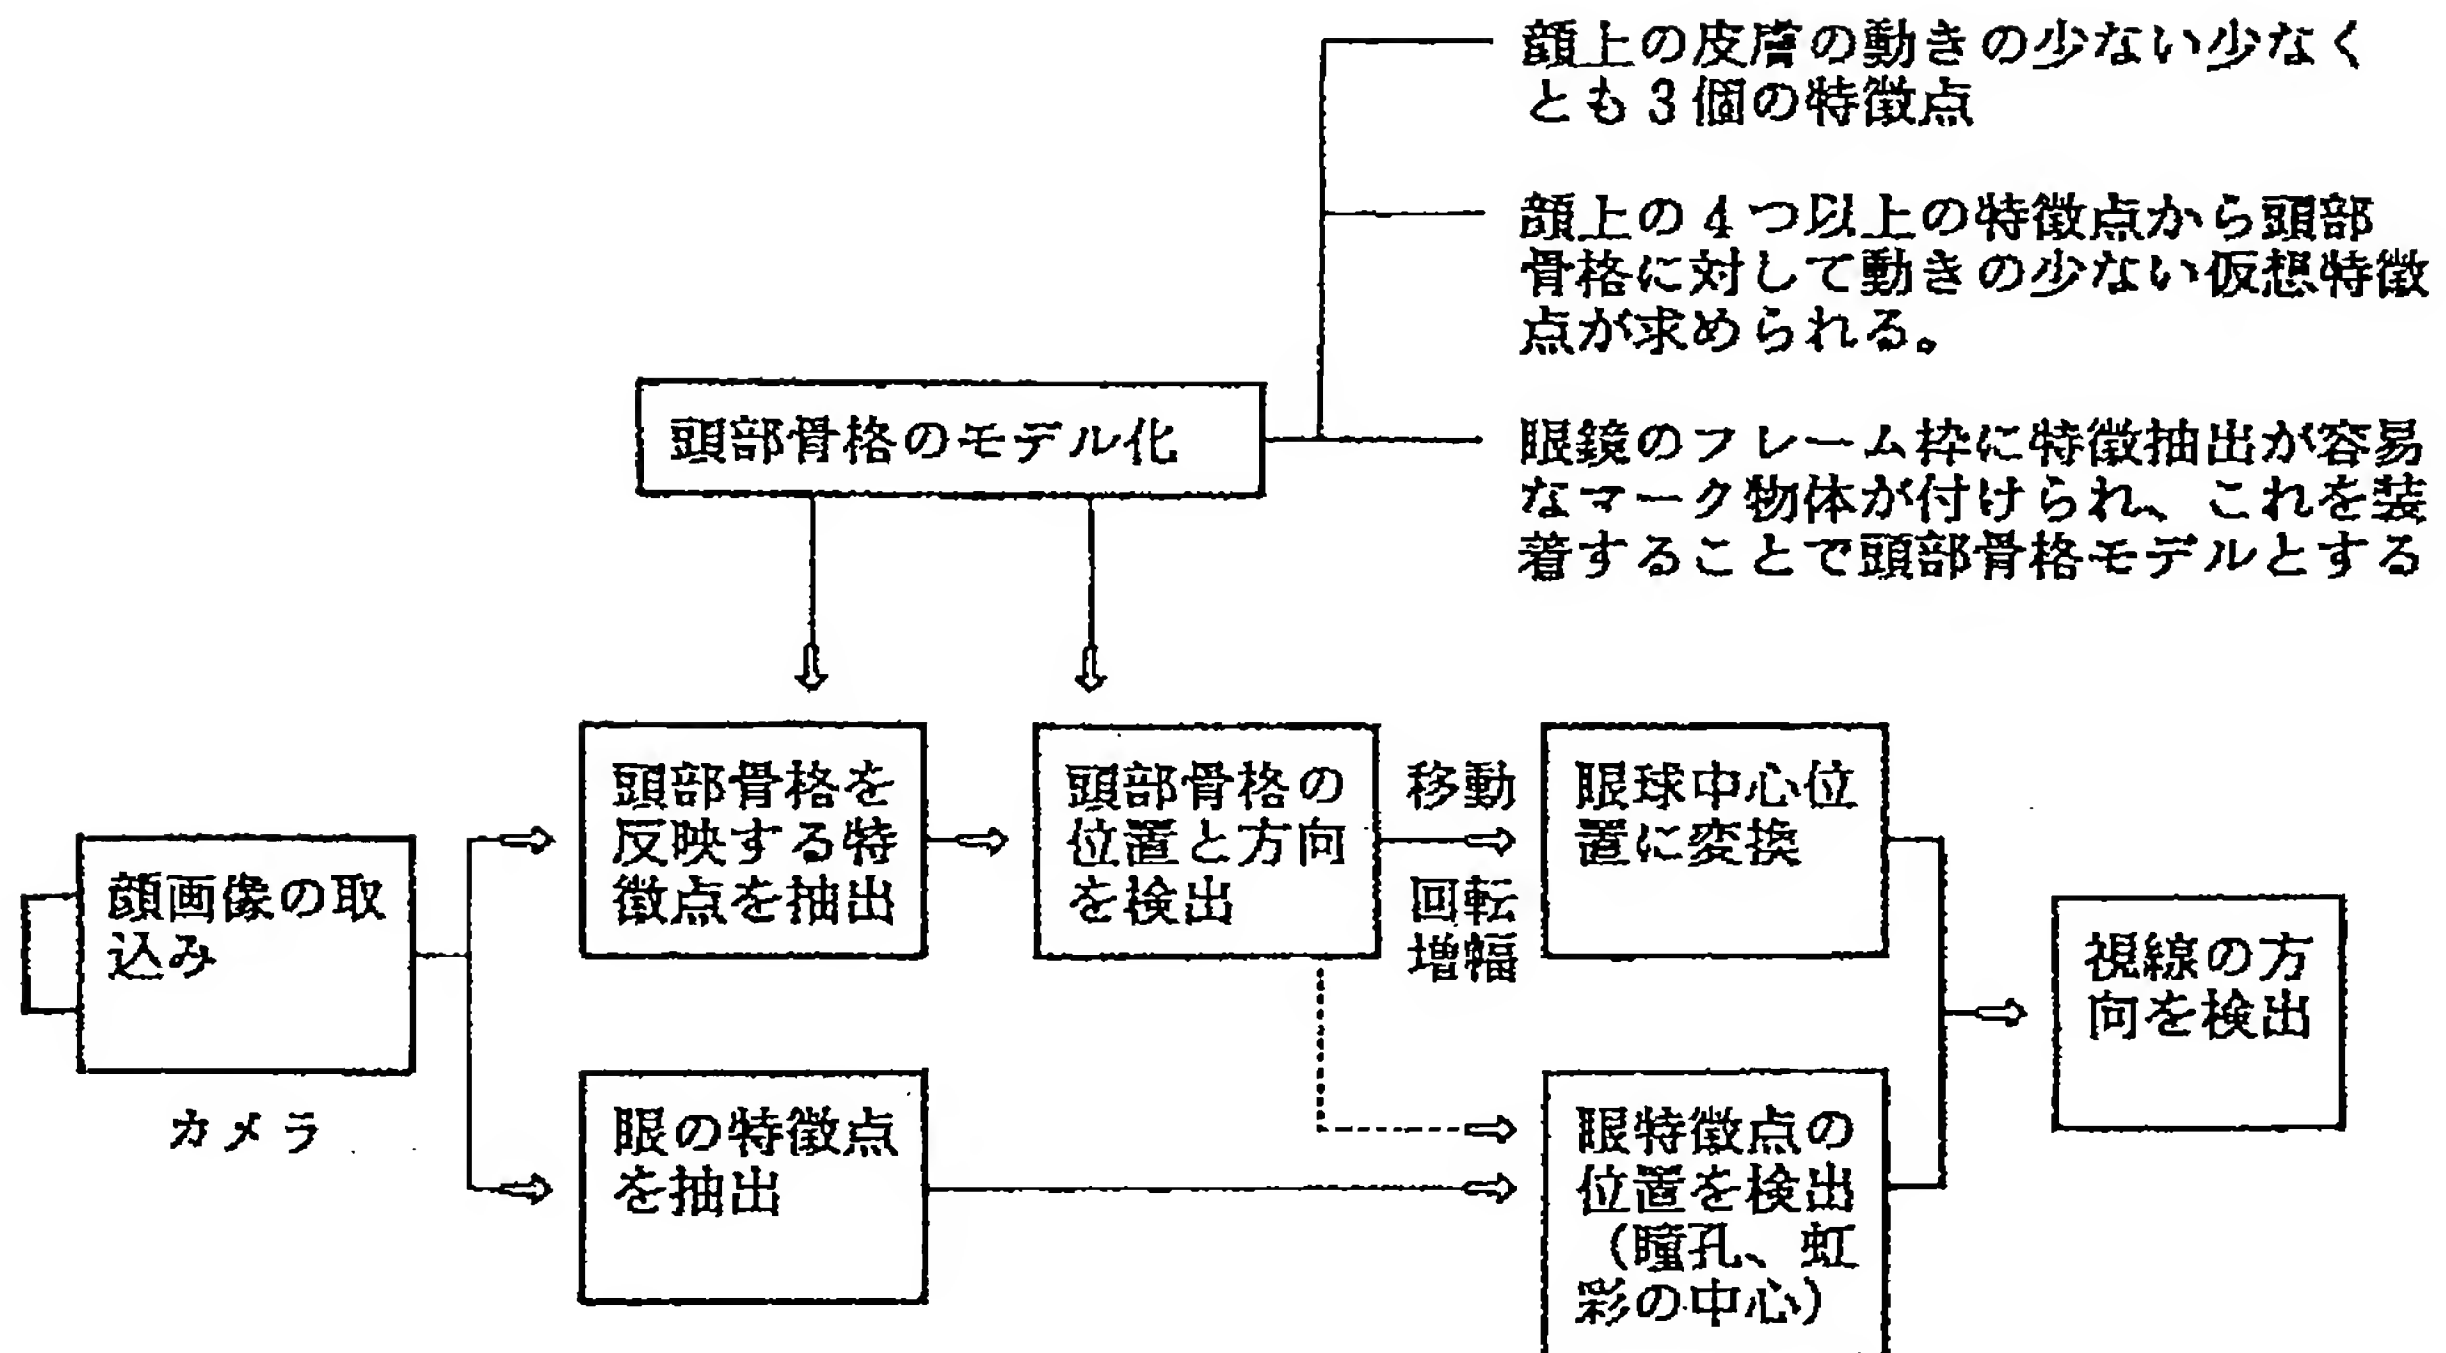 顔上の皮膚の動きの少ない少なく
とも3個の特徴点
顔上の4つ以上の特徴点から頭部
骨格に対して動きの少ない仮想特徴
点が求められる。
頭部骨格のモデル化
眼鏡のフレーム枠に特徴抽出が容易
なマーク物体が付けられ、これを装
着することで頭部骨格モデルとする
顔画像の取
込み
カメラ
頭部骨格を
反映する特
徴点を抽出
頭部骨格の
位置と方向
を検出
移動
回転
増幅
眼球中心位
置に変換
眼の特徴点
を抽出
眼特徴点の
位置を検出
(瞳孔、虹
彩の中心)
視線の方
向を検出